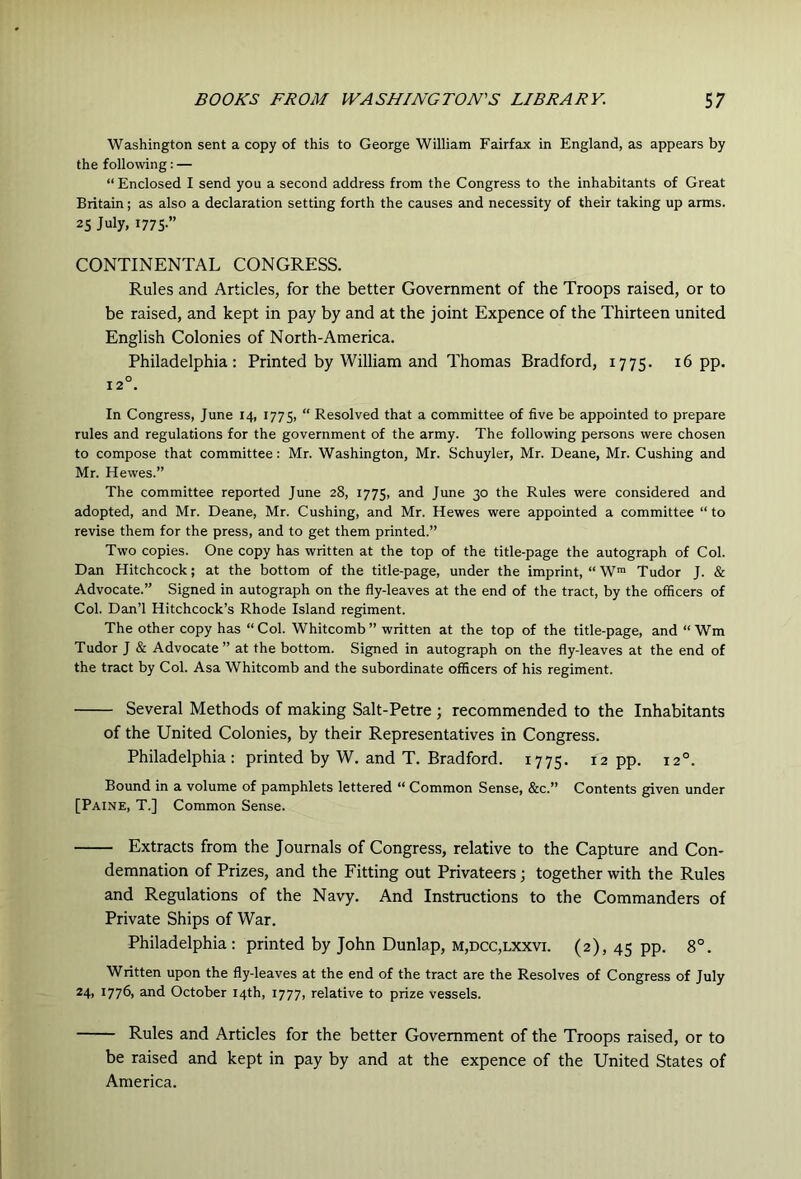 BOOKS FROM WASHINGTON'S LIBRARY. 57
Washington sent a copy of this to George William Fairfax in England, as appears by
the following: —
“Enclosed I send you a second address from the Congress to the inhabitants of Great
Britain; as also a declaration setting forth the causes and necessity of their taking up arms.
25 July, 1775.”
CONTINENTAL CONGRESS.
Rules and Articles, for the better Government of the Troops raised, or to
be raised, and kept in pay by and at the joint Expence of the Thirteen united
English Colonies of North-America.
Philadelphia: Printed by William and Thomas Bradford, 1775. 16 pp.
12°.
In Congress, June 14, 1775, “Resolved that a committee of five be appointed to prepare
rules and regulations for the government of the army. The following persons were chosen
to compose that committee: Mr. Washington, Mr. Schuyler, Mr. Deane, Mr. Cushing and
Mr. Hewes.”
The committee reported June 28, 1775, and June 30 the Rules were considered and
adopted, and Mr. Deane, Mr. Cushing, and Mr. Hewes were appointed a committee “to
revise them for the press, and to get them printed.”
Two copies. One copy has written at the top of the title-page the autograph of Col.
Dan Hitchcock; at the bottom of the title-page, under the imprint, “Wᵐ Tudor J. &
Advocate.” Signed in autograph on the fly-leaves at the end of the tract, by the officers of
Col. Dan'l Hitchcock's Rhode Island regiment.
The other copy has “Col. Whitcomb” written at the top of the title-page, and “Wm
Tudor J & Advocate” at the bottom. Signed in autograph on the fly-leaves at the end of
the tract by Col. Asa Whitcomb and the subordinate officers of his regiment.
—— Several Methods of making Salt-Petre; recommended to the Inhabitants
of the United Colonies, by their Representatives in Congress.
Philadelphia: printed by W. and T. Bradford. 1775. 12 pp. 12°.
Bound in a volume of pamphlets lettered “Common Sense, &c.” Contents given under
[PAINE, T.] Common Sense.
—— Extracts from the Journals of Congress, relative to the Capture and Con-
demnation of Prizes, and the Fitting out Privateers; together with the Rules
and Regulations of the Navy. And Instructions to the Commanders of
Private Ships of War.
Philadelphia: printed by John Dunlap, M,DCC,LXXVI. (2), 45 pp. 8°.
Written upon the fly-leaves at the end of the tract are the Resolves of Congress of July
24, 1776, and October 14th, 1777, relative to prize vessels.
—— Rules and Articles for the better Government of the Troops raised, or to
be raised and kept in pay by and at the expence of the United States of
America.